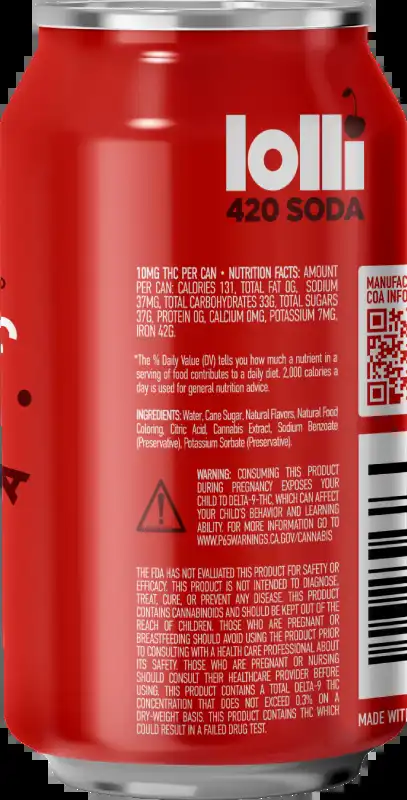 lolli
420 SODA
10MG THC PER CAN • NUTRITION FACTS: AMOUNT
PER CAN: CALORIES 131, TOTAL FAT 0G, SODIUM
37MG, TOTAL CARBOHYDRATES 33G, TOTAL SUGARS
37G, PROTEIN 0G, CALCIUM 0MG, POTASSIUM 7MG,
IRON 42G.
*The % Daily Value (DV) tells you how much a nutrient in a
serving of food contributes to a daily diet. 2,000 calories a
day is used for general nutrition advice.
INGREDIENTS: Water, Cane Sugar, Natural Flavors, Natural Food
Coloring, Citric Acid, Cannabis Extract, Sodium Benzoate
(Preservative), Potassium Sorbate (Preservative).
WARNING: CONSUMING THIS PRODUCT
DURING PREGNANCY EXPOSES YOUR
CHILD TO DELTA-9-THC, WHICH CAN AFFECT
YOUR CHILD'S BEHAVIOR AND LEARNING
ABILITY. FOR MORE INFORMATION GO TO
WWW.P65WARNINGS.CA.GOV/CANNABIS
THE FDA HAS NOT EVALUATED THIS PRODUCT FOR SAFETY OR
EFFICACY. THIS PRODUCT IS NOT INTENDED TO DIAGNOSE,
TREAT, CURE, OR PREVENT ANY DISEASE. THIS PRODUCT
CONTAINS CANNABINOIDS AND SHOULD BE KEPT OUT OF THE
REACH OF CHILDREN. THOSE WHO ARE PREGNANT OR
BREASTFEEDING SHOULD AVOID USING THE PRODUCT PRIOR
TO CONSULTING WITH A HEALTH CARE PROFESSIONAL ABOUT
ITS SAFETY. THOSE WHO ARE PREGNANT OR NURSING
SHOULD CONSULT THEIR HEALTHCARE PROVIDER BEFORE
USING. THIS PRODUCT CONTAINS A TOTAL DELTA-9 THC
CONCENTRATION THAT DOES NOT EXCEED 0.3% ON A
DRY-WEIGHT BASIS. THIS PRODUCT CONTAINS THC WHICH
COULD RESULT IN A FAILED DRUG TEST.
MANUFAC
COA INFO
MADE WITH
A